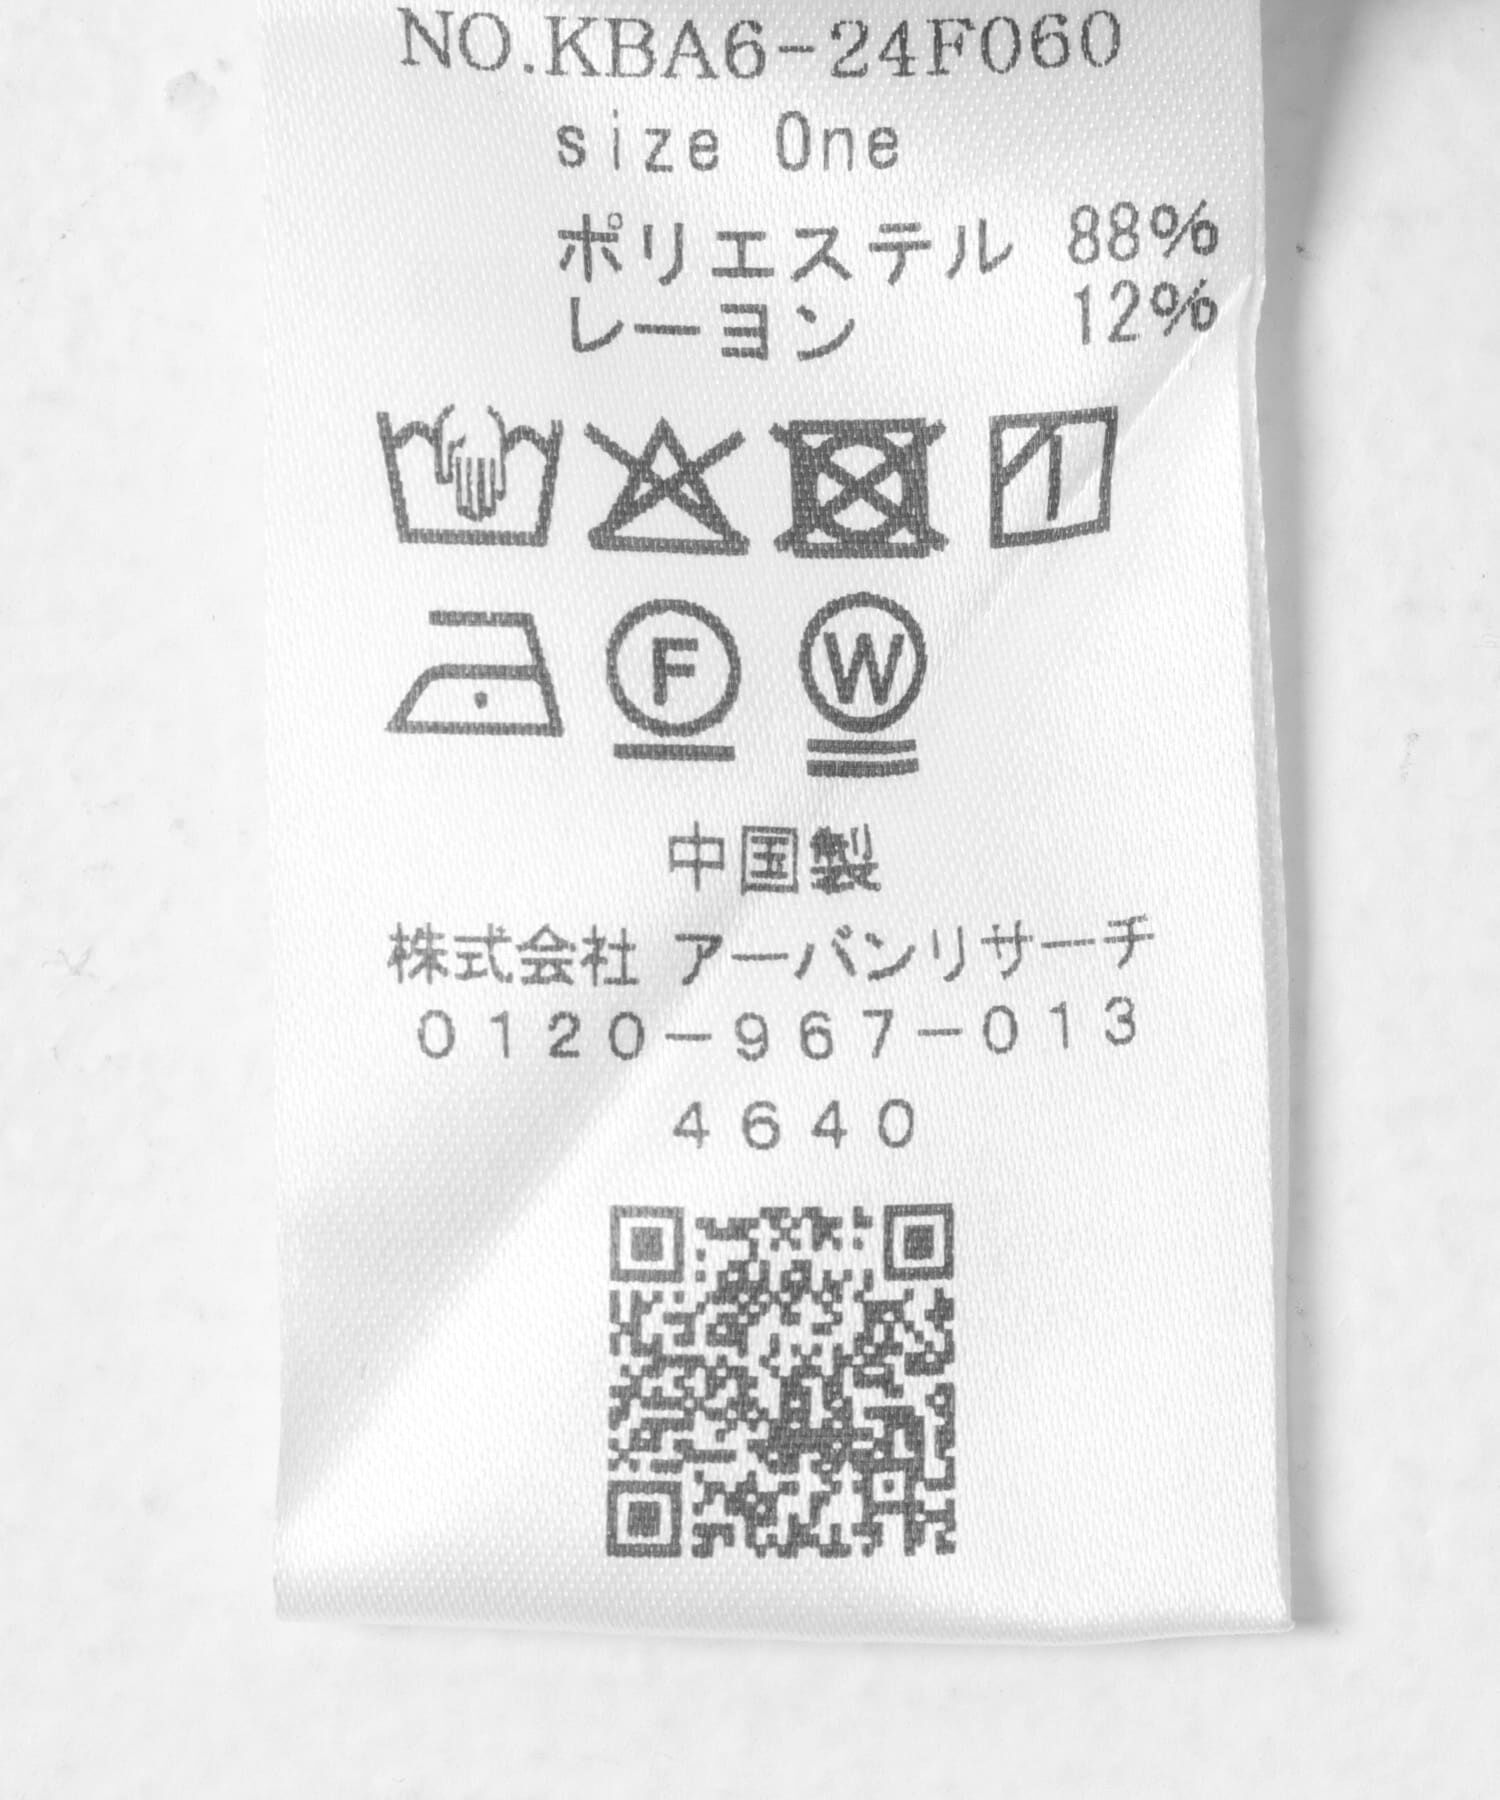 NO.KBA6-24F060
size One
ポリエステル 88%
レーヨン 12%
F W
中国製
株式会社 アーバンリサーチ
0120-967-013
4640